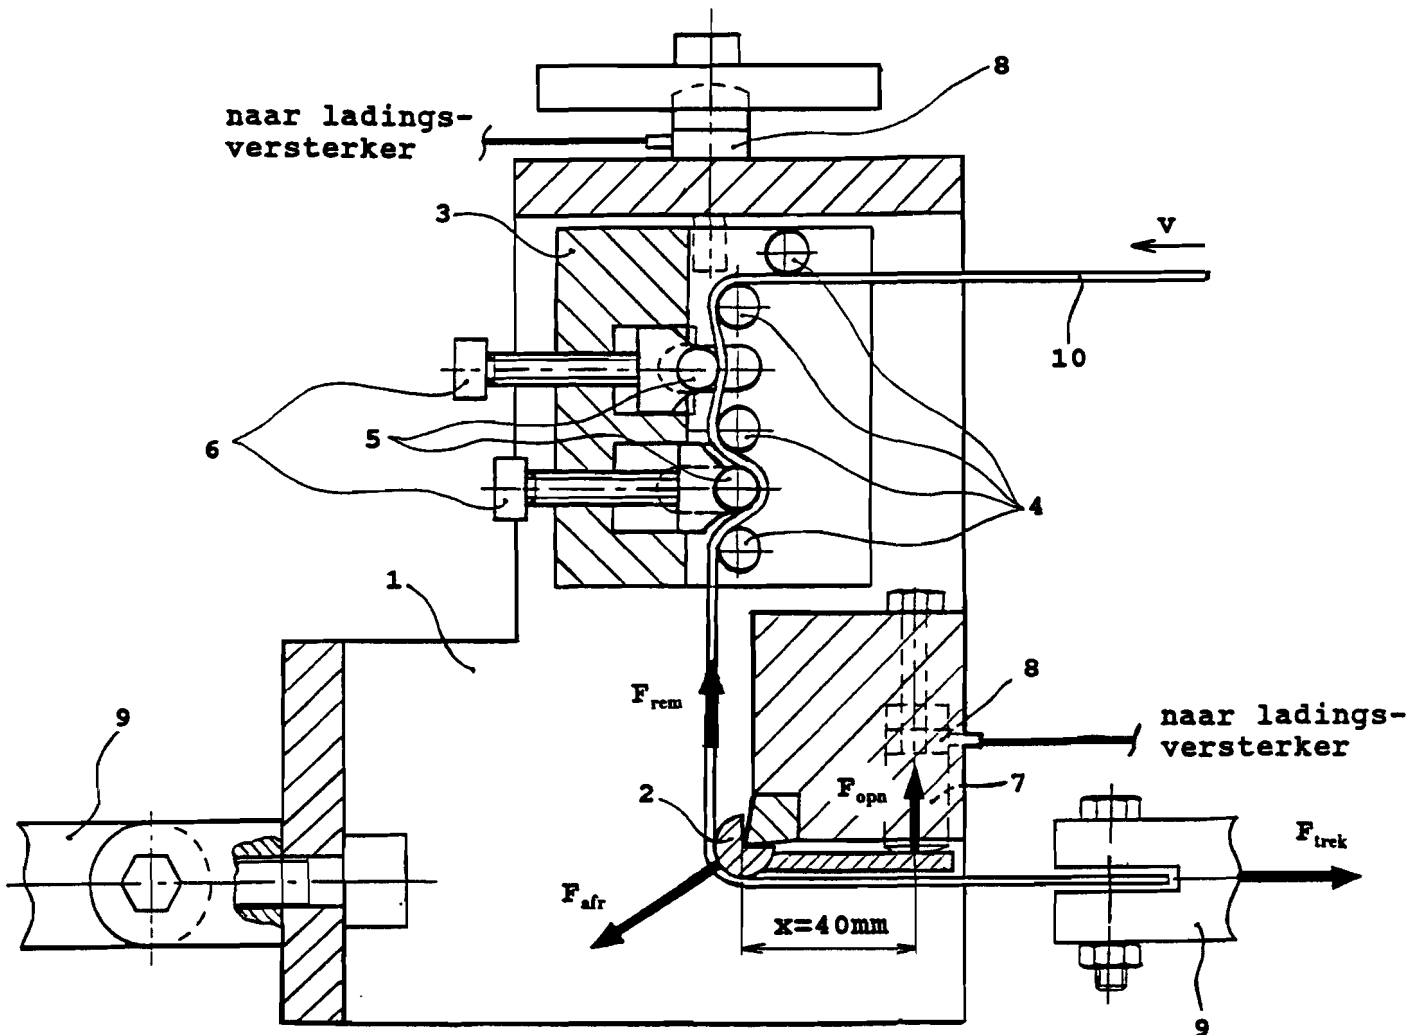 8
naar ladings-
versterker
3
v
10
6
5
4
1
F_rem
8
naar ladings-
versterker
9
2
F_opn
7
F_trek
F_afr
x=40mm
9